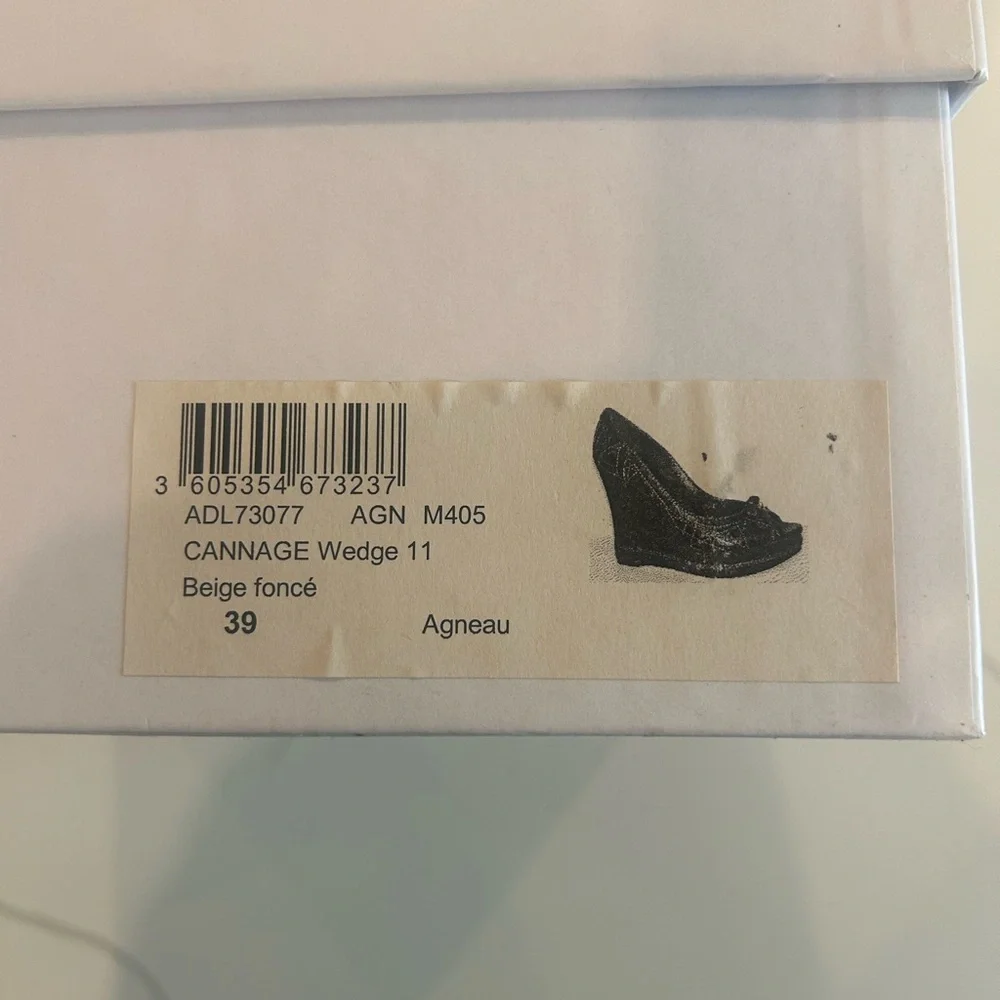 3 605354 673237
ADL73077 AGN M405
CANNAGE Wedge 11
Beige foncé
39 Agneau